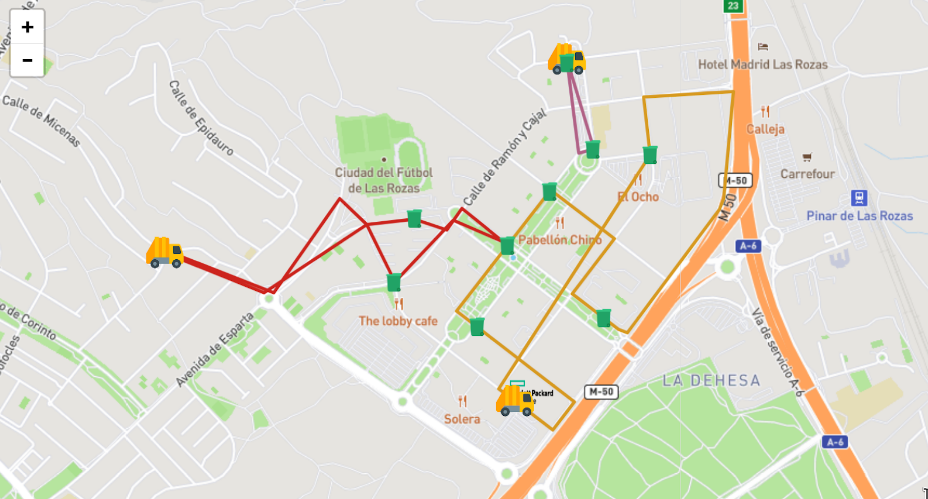 +
−
23
Hotel Madrid Las Rozas
Calle de Micenas
Calle de Epidauro
Calle de Ramón y Cajal
Calleja
Ciudad del Fútbol
de Las Rozas
Carrefour
M-50
El Ocho
M 50
Pinar de Las Rozas
Pabellón Chino
A-6
The lobby cafe
Avenida de Esparta
o de Corinto
Vía de servicio A-6
LA DEHESA
M-50
Packard
Solera
A-6